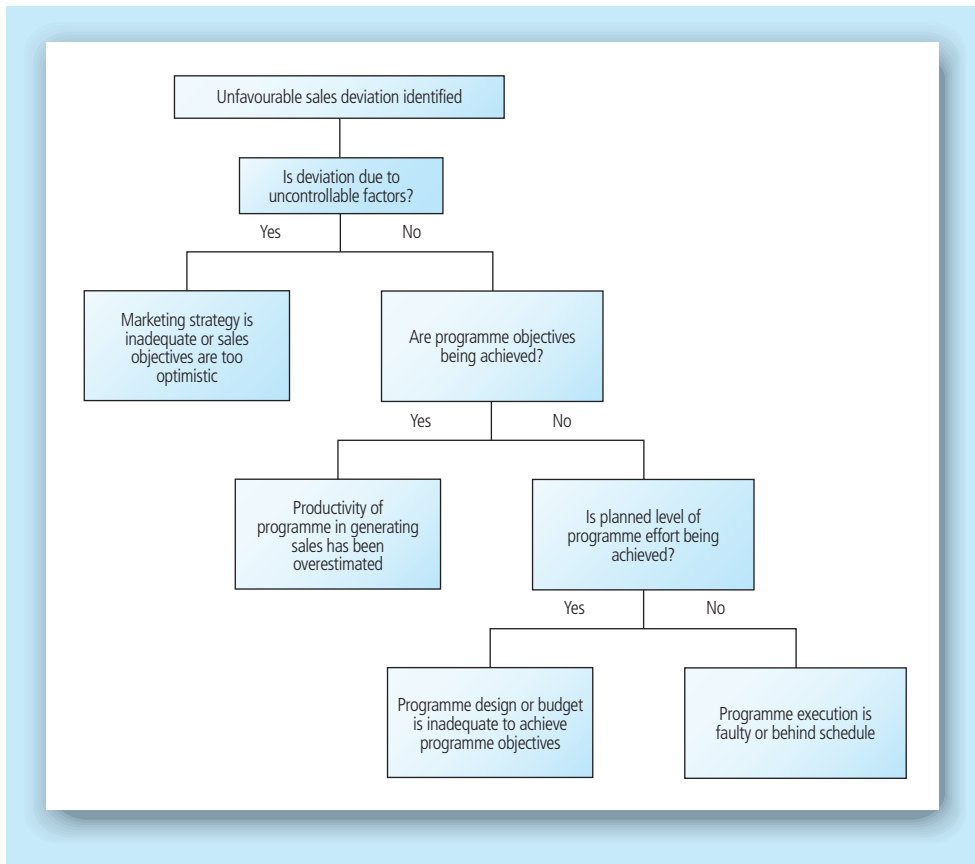 Unfavourable sales deviation identified
Is deviation due to
uncontrollable factors?
Yes
No
Marketing strategy is
inadequate or sales
objectives are too
optimistic
Are programme objectives
being achieved?
Yes
No
Productivity of
programme in generating
sales has been
overestimated
Is planned level of
programme effort being
achieved?
Yes
No
Programme design or budget
is inadequate to achieve
programme objectives
Programme execution is
faulty or behind schedule